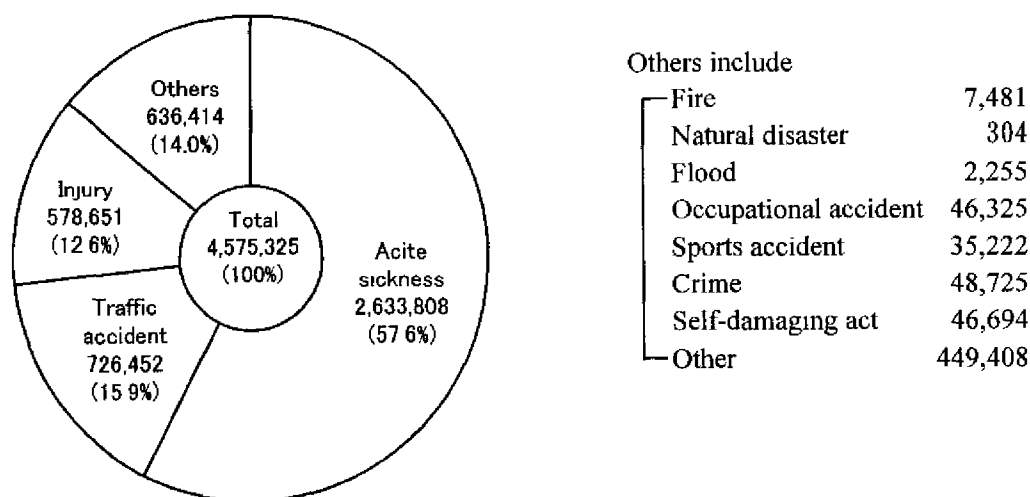 Others
636,414
(14.0%)
Injury
578,651
(12 6%)
Total
4,575,325
(100%)
Acite
sickness
2,633,808
(57 6%)
Traffic
accident
726,452
(15 9%)
Others include
Fire 7,481
Natural disaster 304
Flood 2,255
Occupational accident 46,325
Sports accident 35,222
Crime 48,725
Self-damaging act 46,694
Other 449,408